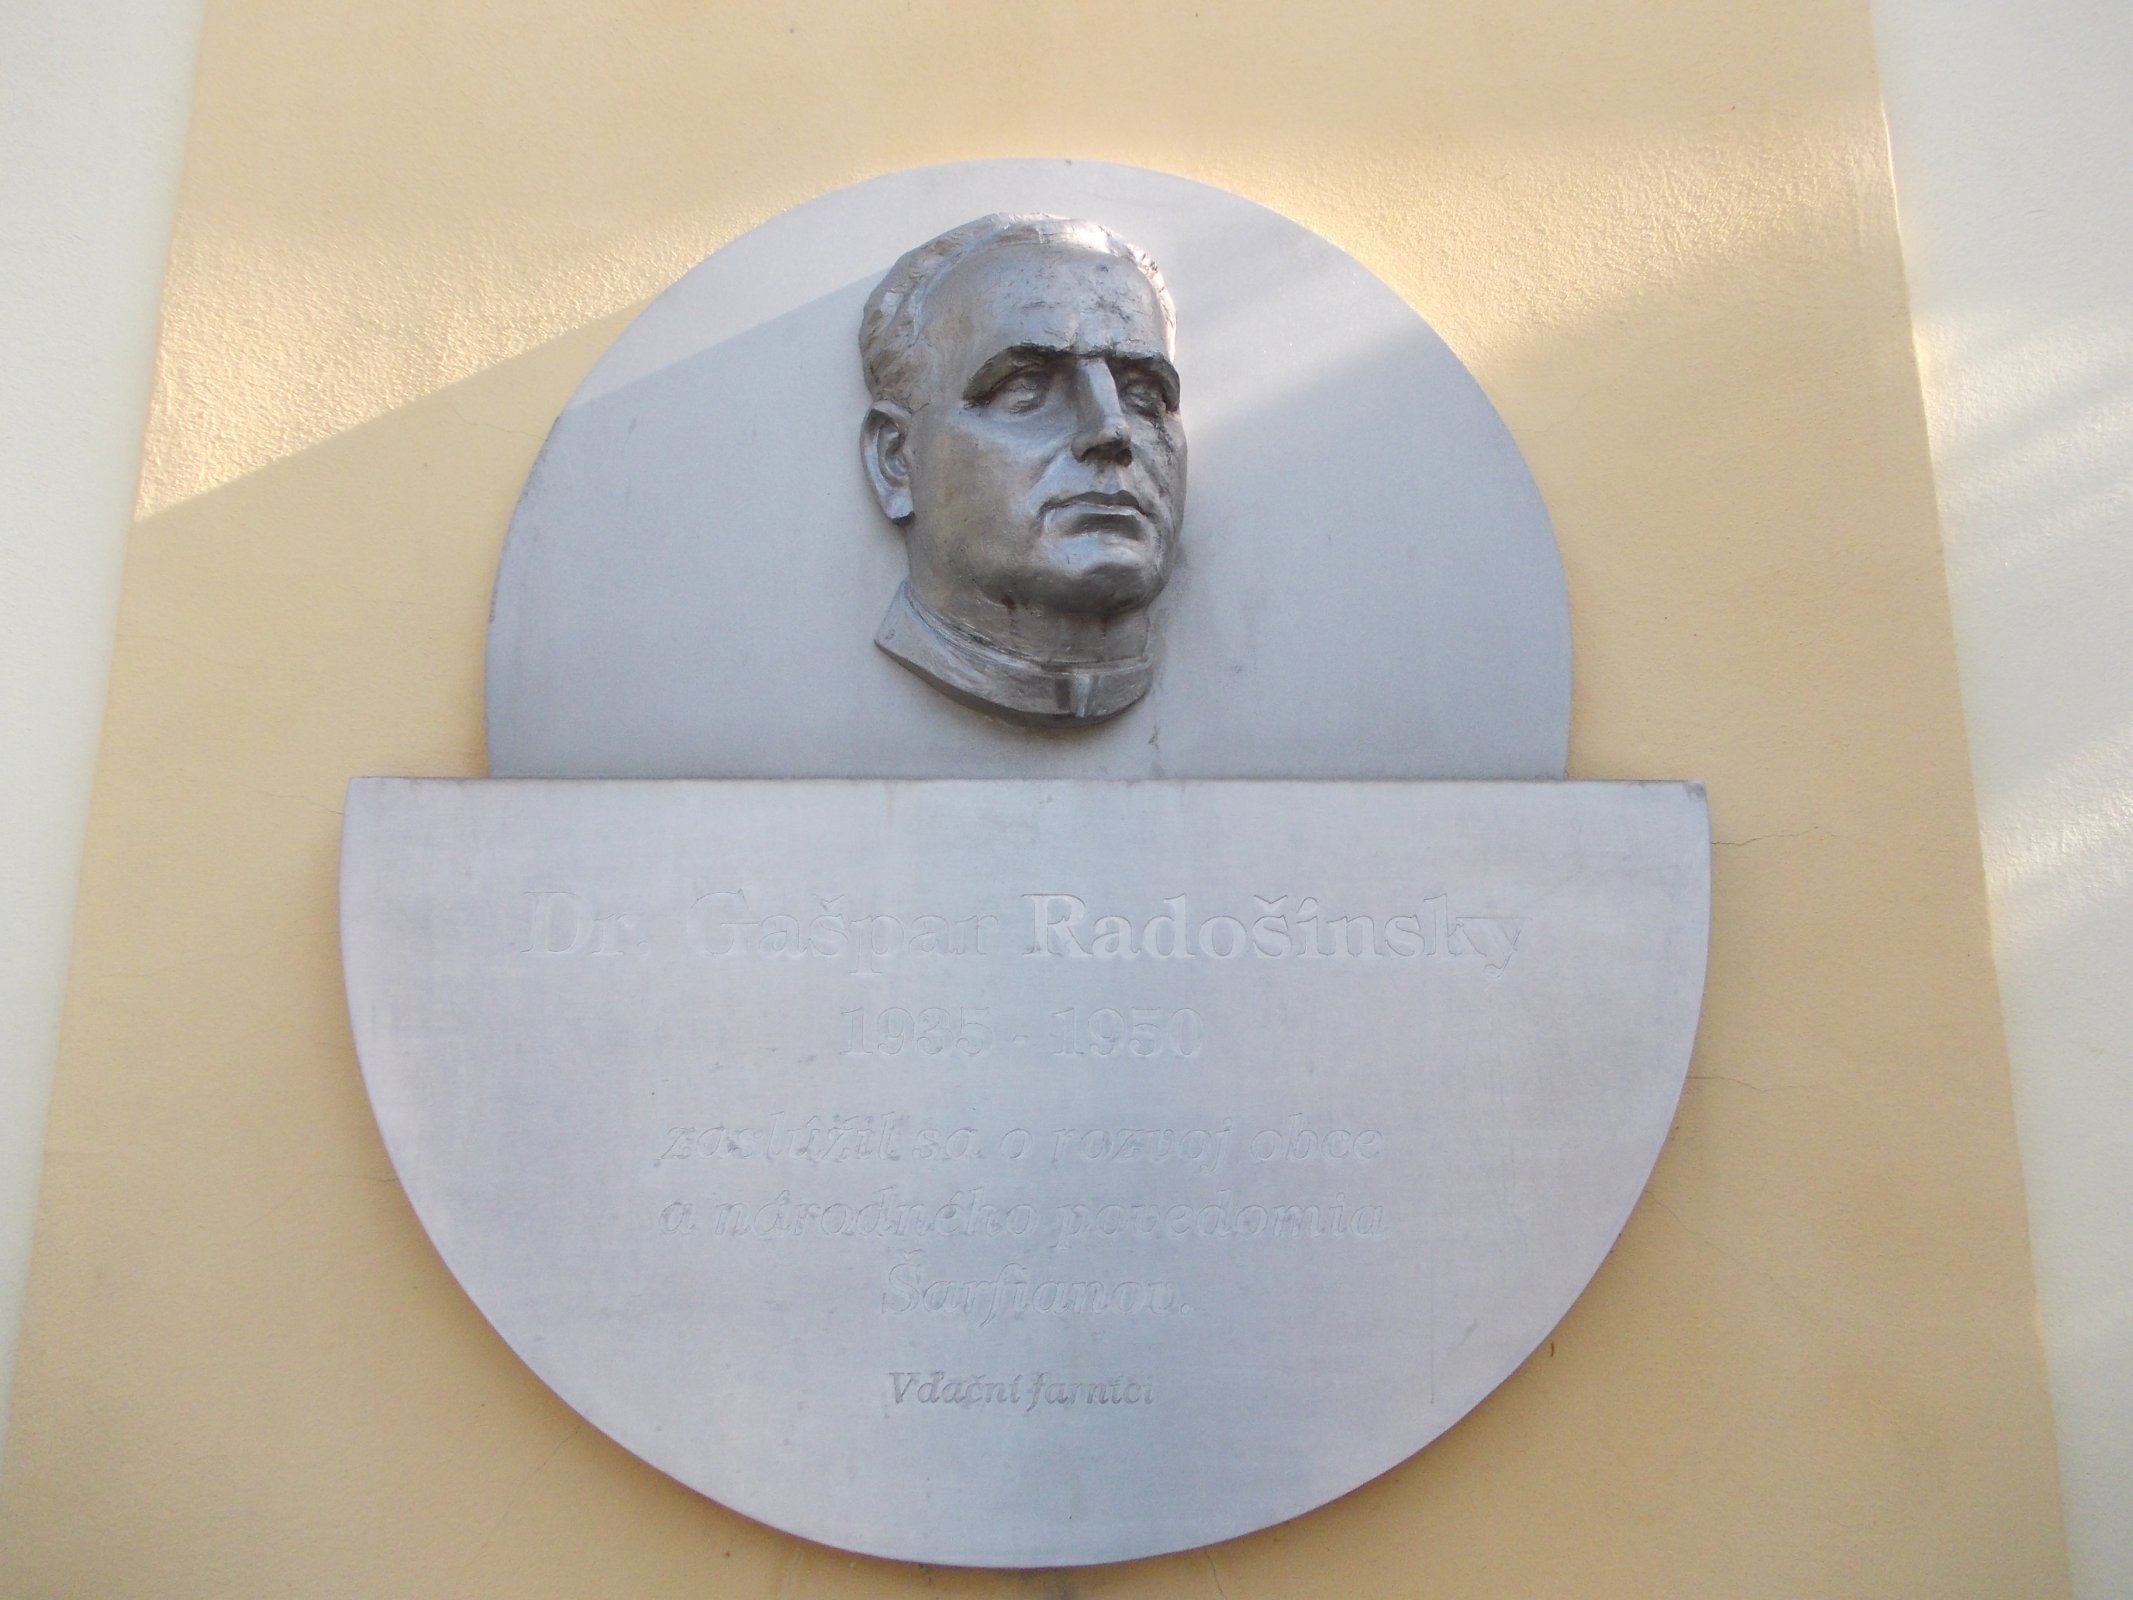 Dr. Gašpar Radošinsky
1935 - 1950
zaslúžil sa o rozvoj obce
a národného povedomia
Šarfianov.
Vďační farníci